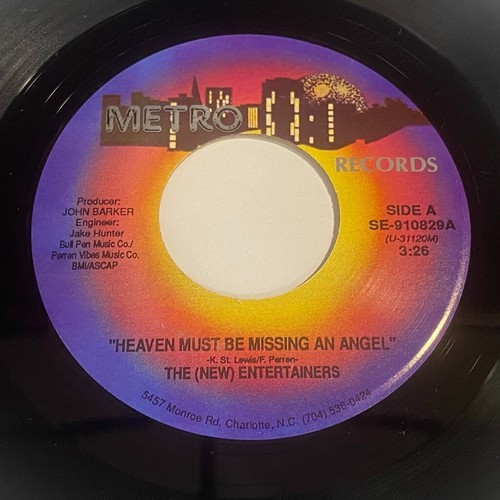 METRO
RECORDS
Producer:
JOHN BARKER
Engineer:
Jake Hunter
Bull Pen Music Co./
Perren Vibes Music Co.
BMI/ASCAP
SIDE A
SE-910829A
(U-31120M)
3:26
"HEAVEN MUST BE MISSING AN ANGEL"
-K. St. Lewis/F. Perren-
THE (NEW) ENTERTAINERS
5457 Monroe Rd. Charlotte, N.C. (704) 536-0424